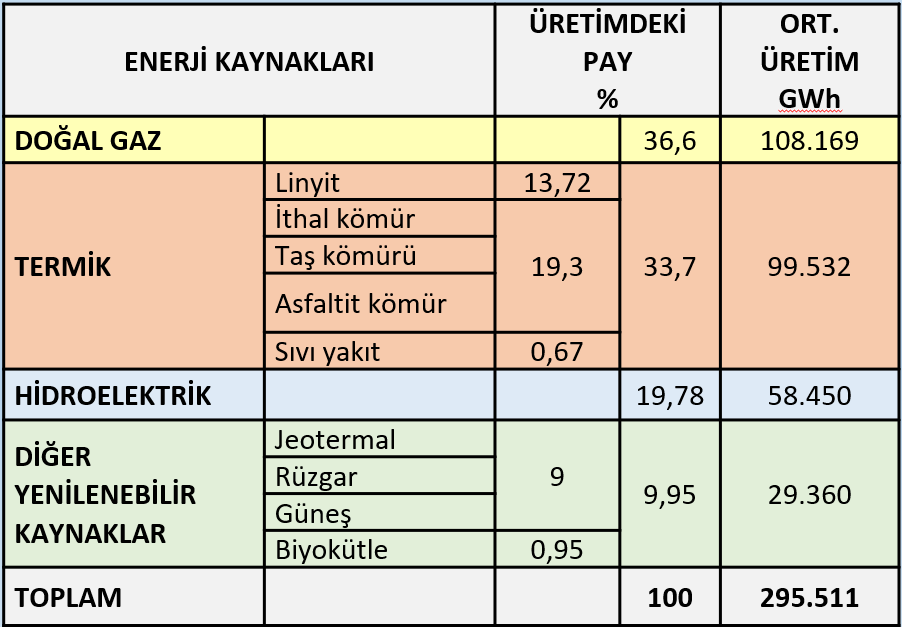 ENERJİ KAYNAKLARI
ÜRETİMDEKİ
PAY
%
ORT.
ÜRETİM
GWh
DOĞAL GAZ
36,6
108.169
TERMİK
Linyit
13,72
İthal kömür
Taş kömürü
Asfaltit kömür
19,3
Sıvı yakıt
0,67
33,7
99.532
HİDROELEKTRİK
19,78
58.450
DİĞER
YENİLENEBİLİR
KAYNAKLAR
Jeotermal
Rüzgar
Güneş
9
Biyokütle
0,95
9,95
29.360
TOPLAM
100
295.511